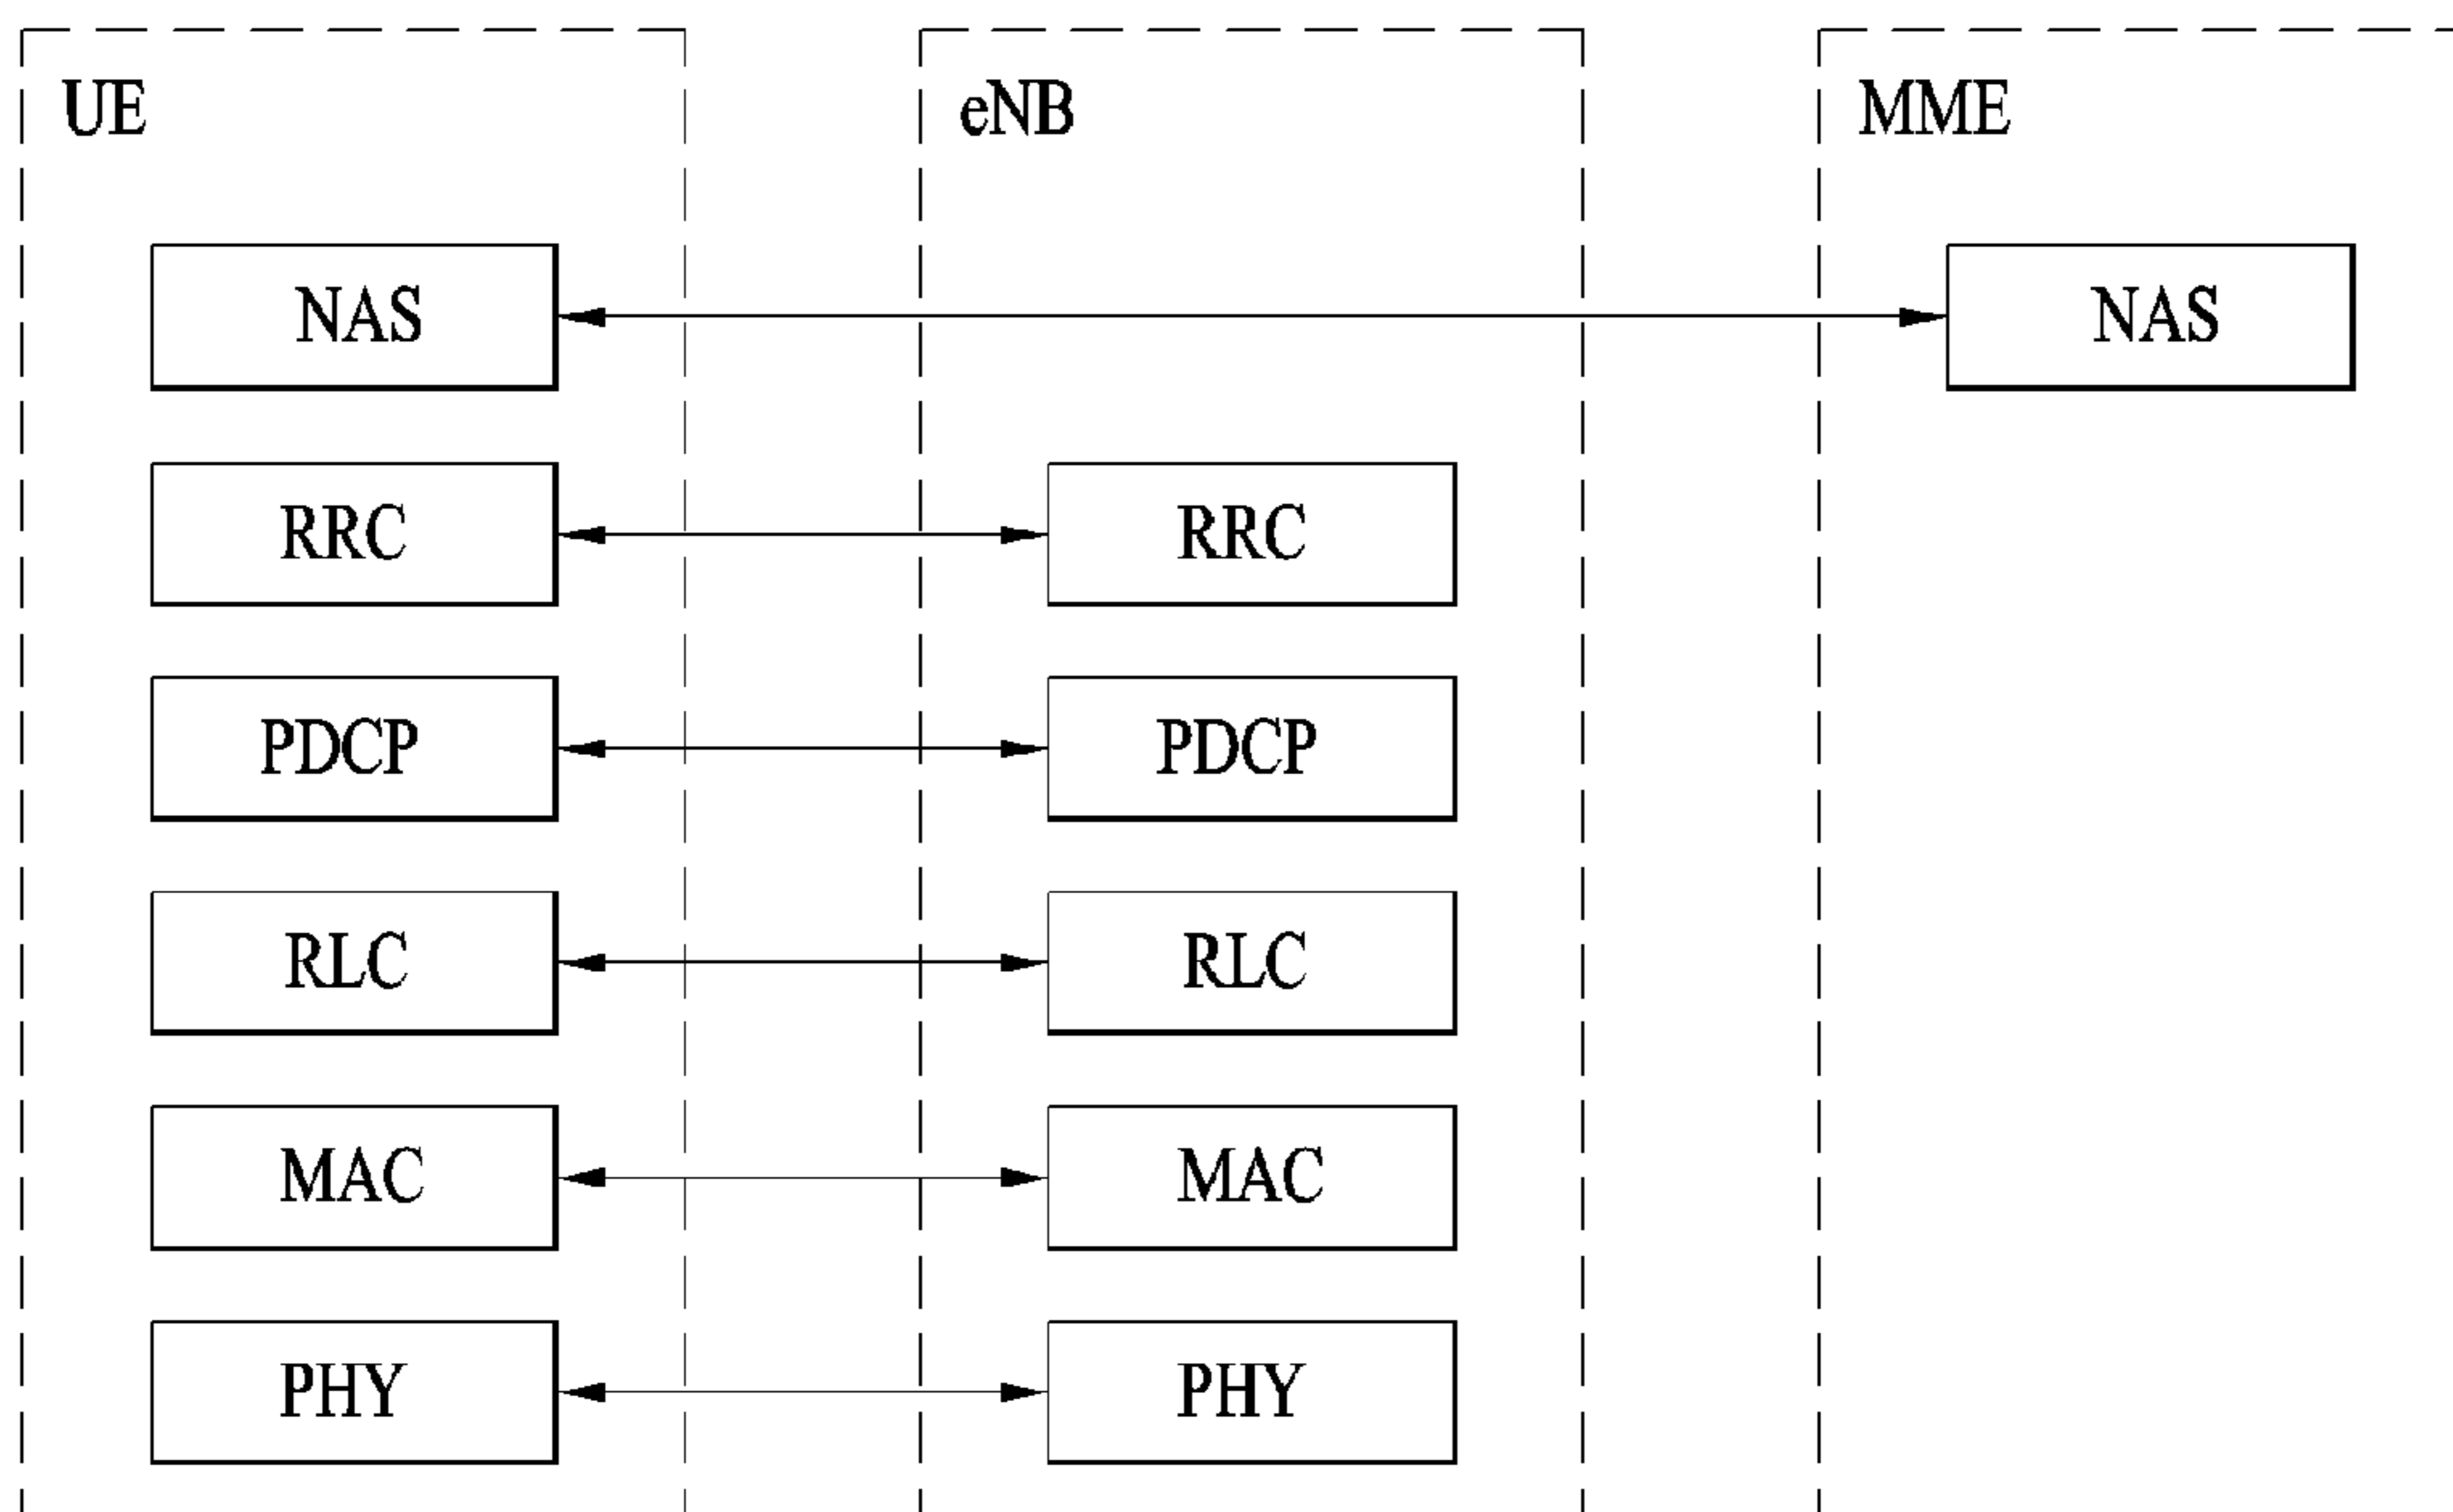 UE eNB MME
NAS NAS
RRC RRC
PDCP PDCP
RLC RLC
MAC MAC
PHY PHY